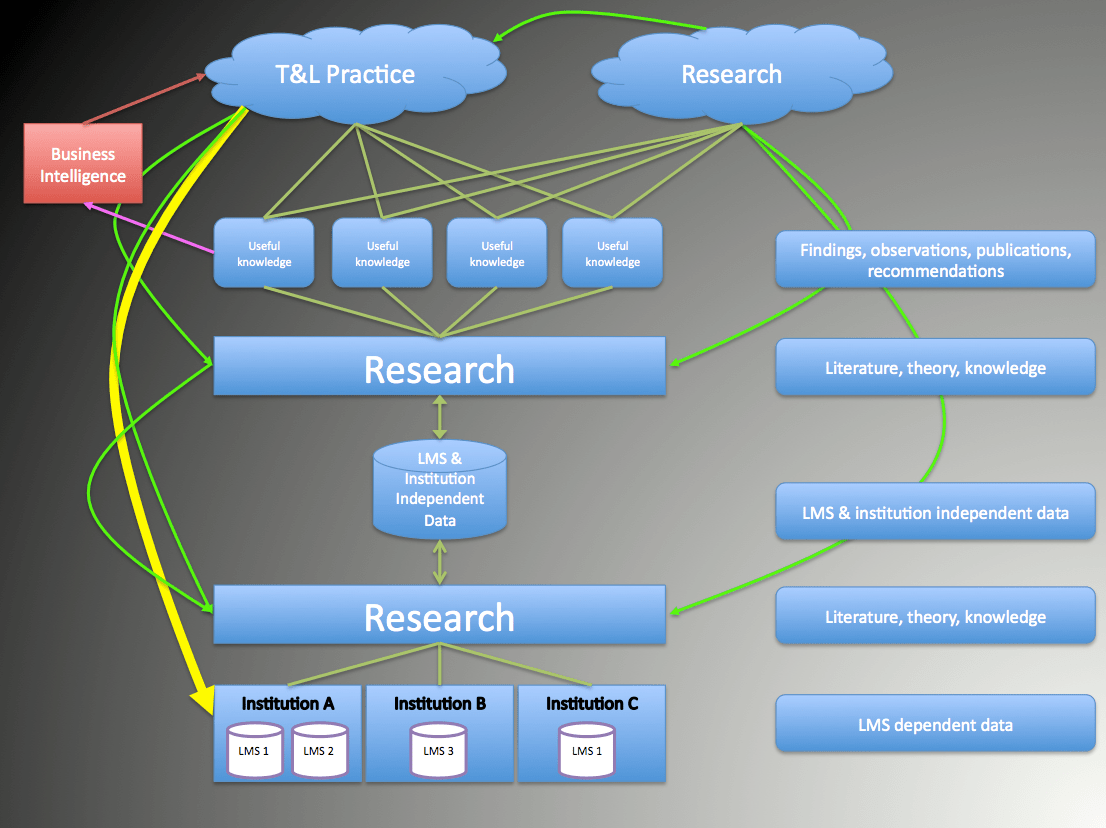 T&L Practice
Research
Business
Intelligence
Useful
knowledge
Useful
knowledge
Useful
knowledge
Useful
knowledge
Findings, observations, publications,
recommendations
Research
Literature, theory, knowledge
LMS &
Institution
Independent
Data
LMS & institution independent data
Research
Literature, theory, knowledge
Institution A
LMS 1
LMS 2
Institution B
LMS 3
Institution C
LMS 1
LMS dependent data